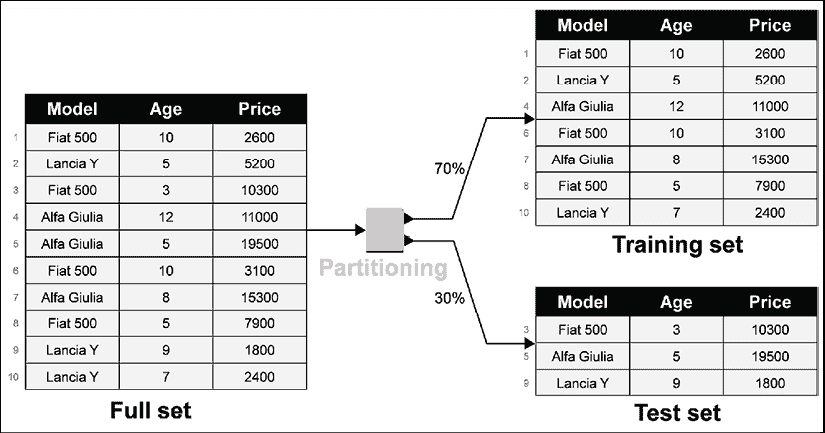 Model Age Price
1 Fiat 500 10 2600
2 Lancia Y 5 5200
3 Fiat 500 3 10300
4 Alfa Giulia 12 11000
5 Alfa Giulia 5 19500
6 Fiat 500 10 3100
7 Alfa Giulia 8 15300
8 Fiat 500 5 7900
9 Lancia Y 9 1800
10 Lancia Y 7 2400
Full set
Partitioning
70%
30%
Model Age Price
1 Fiat 500 10 2600
2 Lancia Y 5 5200
4 Alfa Giulia 12 11000
6 Fiat 500 10 3100
7 Alfa Giulia 8 15300
8 Fiat 500 5 7900
10 Lancia Y 7 2400
Training set
Model Age Price
3 Fiat 500 3 10300
5 Alfa Giulia 5 19500
9 Lancia Y 9 1800
Test set